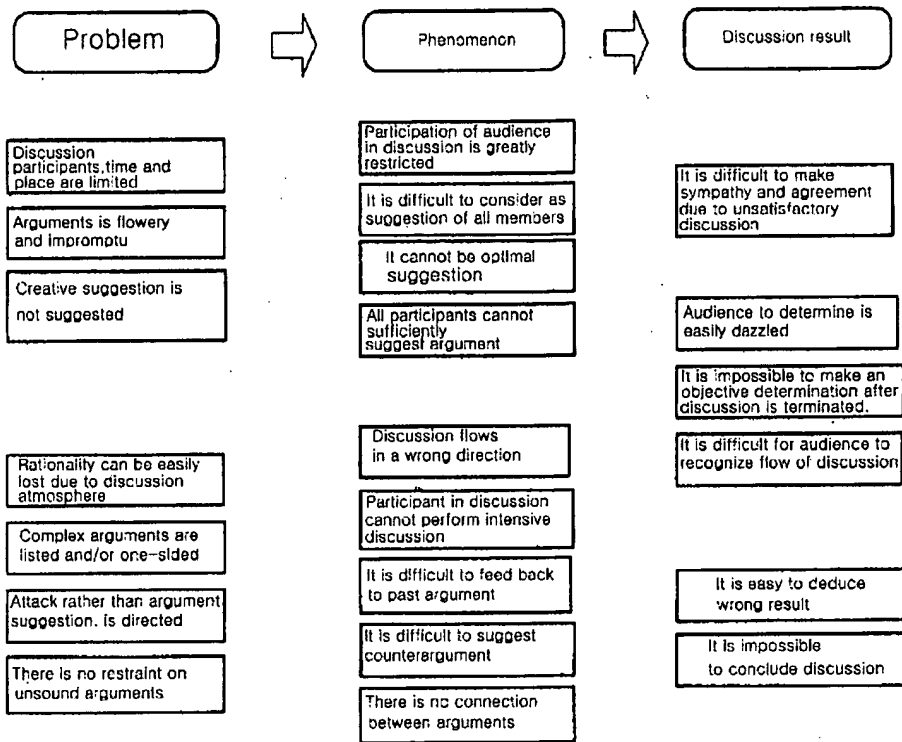 Problem
Phenomenon
Discussion result
Discussion
participants,time and
place are limited
Arguments is flowery
and impromptu
Creative suggestion is
not suggested
Rationality can be easily
lost due to discussion
atmosphere
Complex arguments are
listed and/or one-sided
Attack rather than argument
suggestion. is directed
There is no restraint on
unsound arguments
Participation of audience
in discussion is greatly
restricted
It is difficult to consider as
suggestion of all members
It cannot be optimal
suggestion
All participants cannot
sufficiently
suggest argument
Discussion flows
in a wrong direction
Participant in discussion
cannot perform intensive
discussion
It is difficult to feed back
to past argument
It is difficult to suggest
counterargument
There is no connection
between arguments
It is difficult to make
sympathy and agreement
due to unsatisfactory
discussion
Audience to determine is
easily dazzled
It is impossible to make an
objective determination after
discussion is terminated.
It is difficult for audience to
recognize flow of discussion
It is easy to deduce
wrong result
It is impossible
to conclude discussion